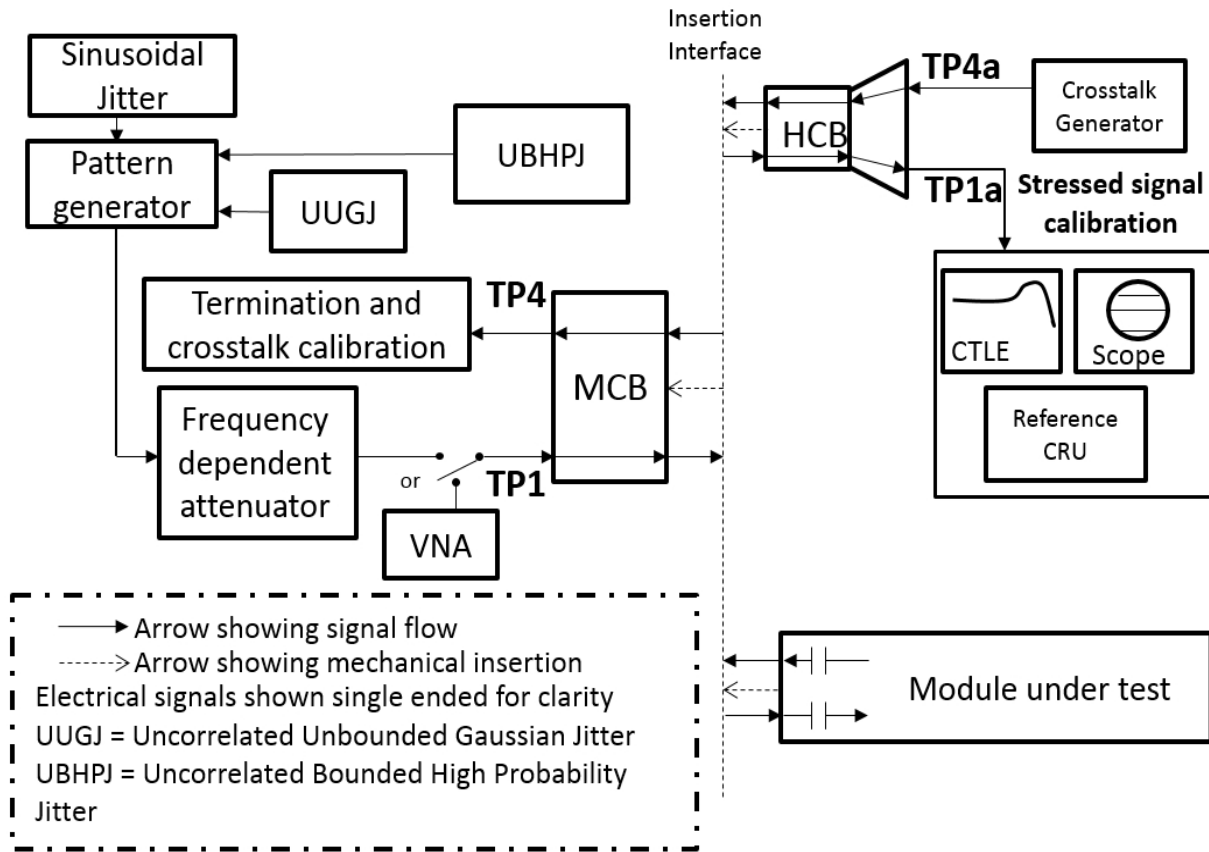 Insertion
Interface
Sinusoidal
Jitter
Pattern
generator
UBHPJ
UUGJ
HCB
TP4a
Crosstalk
Generator
TP1a
Stressed signal
calibration
CTLE
Scope
Reference
CRU
Termination and
crosstalk calibration
TP4
MCB
Frequency
dependent
attenuator
or
TP1
VNA
Arrow showing signal flow
Arrow showing mechanical insertion
Electrical signals shown single ended for clarity
UUGJ = Uncorrelated Unbounded Gaussian Jitter
UBHPJ = Uncorrelated Bounded High Probability
Jitter
Module under test